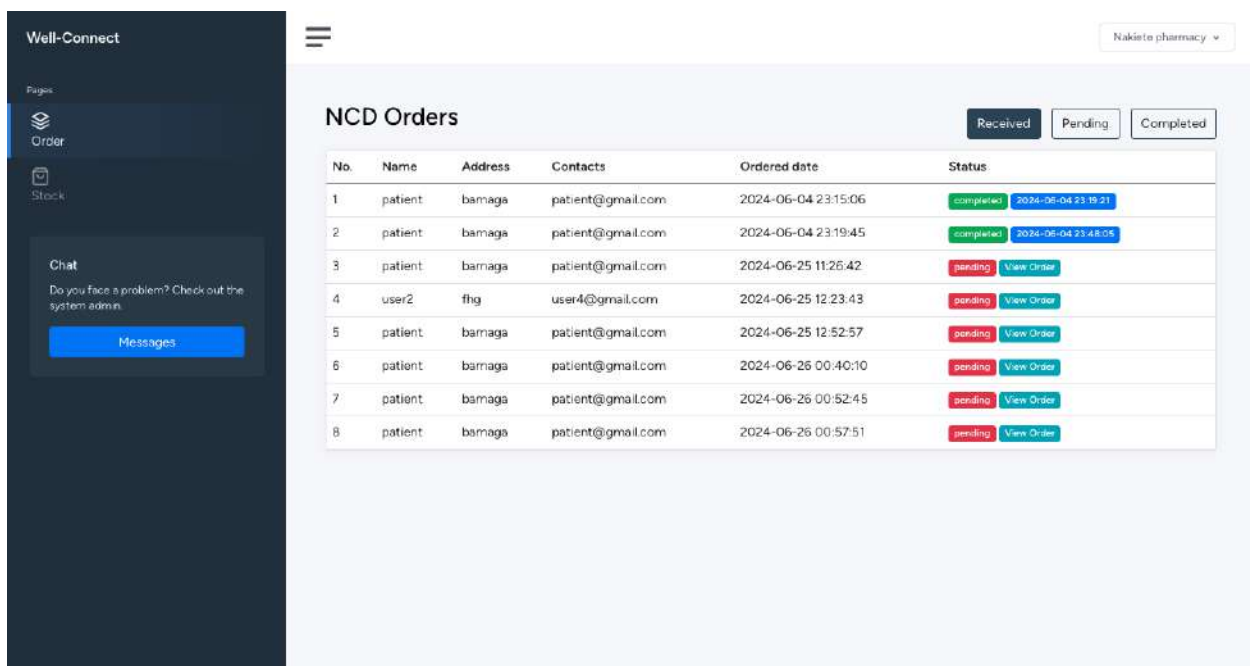 Well-Connect
Nakiete pharmacy
Pages
Order
Stock
Chat
Do you face a problem? Check out the
system admin.
Messages
NCD Orders
Received Pending Completed
No. Name Address Contacts Ordered date Status
1 patient bamaga patient@gmail.com 2024-06-04 23:15:06 completed 2024-06-04 23:19:21
2 patient bamaga patient@gmail.com 2024-06-04 23:19:45 completed 2024-06-04 23:48:05
3 patient bamaga patient@gmail.com 2024-06-25 11:26:42 pending View Order
4 user2 fhg user4@gmail.com 2024-06-25 12:23:43 pending View Order
5 patient bamaga patient@gmail.com 2024-06-25 12:52:57 pending View Order
6 patient bamaga patient@gmail.com 2024-06-26 00:40:10 pending View Order
7 patient bamaga patient@gmail.com 2024-06-26 00:52:45 pending View Order
8 patient bamaga patient@gmail.com 2024-06-26 00:57:51 pending View Order